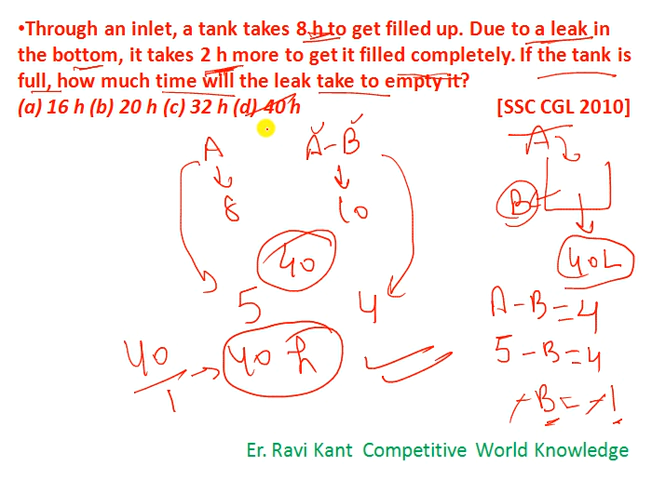 •Through an inlet, a tank takes 8 h to get filled up. Due to a leak in
the bottom, it takes 2 h more to get it filled completely. If the tank is
full, how much time will the leak take to empty it?
(a) 16 h (b) 20 h (c) 32 h (d) 40 h [SSC CGL 2010]
A A-B A
8 10 B
40 40L
5 4 A-B=4
40/1 → 40 h 5-B=4
-B=-1
Er. Ravi Kant Competitive World Knowledge